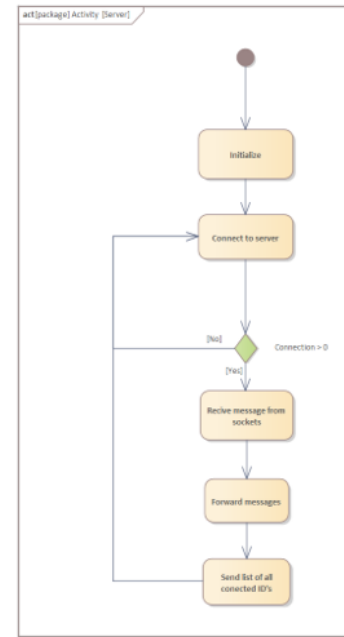 act [package] Activity [Server]
Initialize
Connect to server
[No]
Connection > 0
[Yes]
Recive message from
sockets
Forward messages
Send list of all
conected ID's